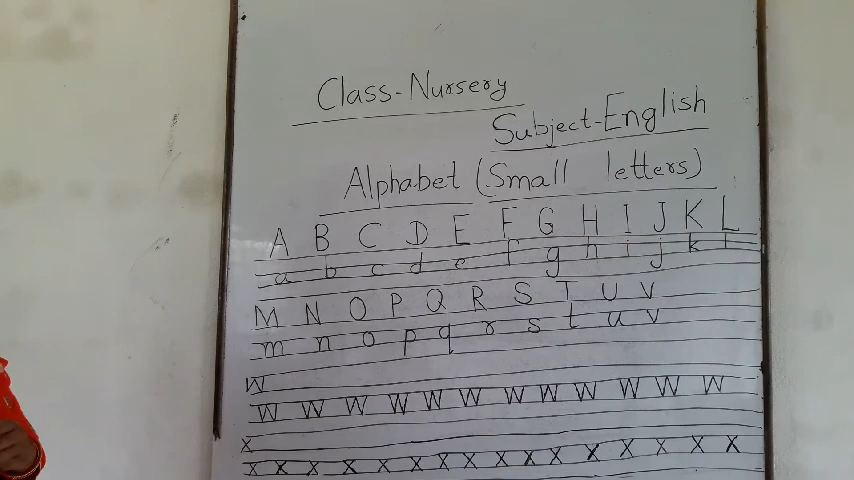 Class-Nursery
Subject-English
Alphabet (Small letters)
A B C D E F G H I J K L
a b c d e f g h i j k l
M N O P Q R S T U V
m n o p q r s t u v
W
W W W W W W W W W W W W
X
X X X X X X X X X X X X X X X X